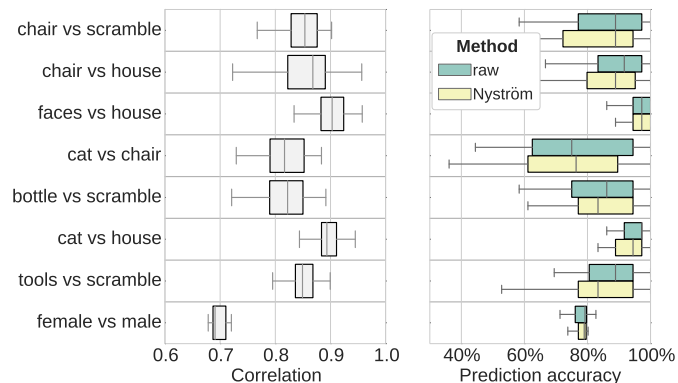 chair vs scramble
chair vs house
faces vs house
cat vs chair
bottle vs scramble
cat vs house
tools vs scramble
female vs male
0.6 0.7 0.8 0.9 1.0
Correlation
Method
raw
Nyström
40% 60% 80% 100%
Prediction accuracy